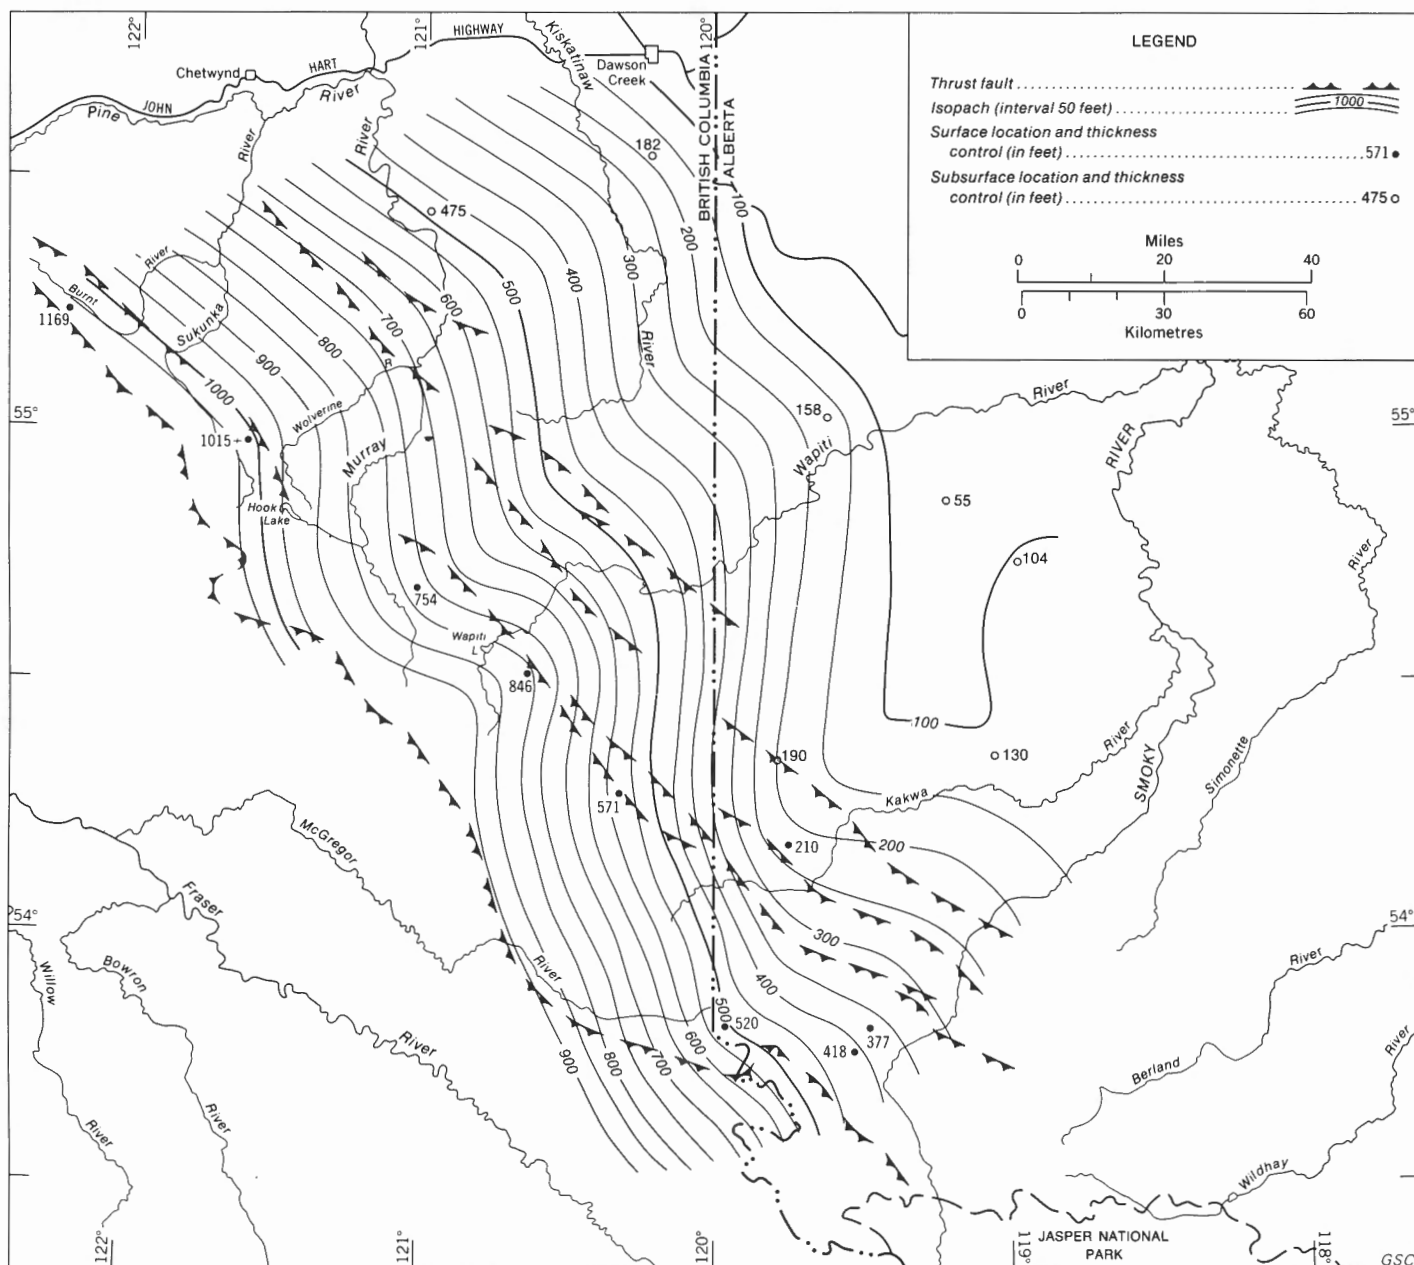 122°
121°
120°
HIGHWAY
HART
JOHN
Chetwynd
Pine
River
Kiskatinaw
Dawson
Creek
BRITISH COLUMBIA
ALBERTA
LEGEND
Thrust fault
Isopach (interval 50 feet)
1000
Surface location and thickness
control (in feet)
571
Subsurface location and thickness
control (in feet)
475
Miles
0 20 40
0 30 60
Kilometres
River
River
182
475
100
200
300
400
500
600
700
800
900
1000
River
Burnt
1169
Sukunka
1015+
Wolverine
R
Murray
Hook
Lake
River
158
Wapiti
River
RIVER
55°
55°
55
104
River
754
Wapiti
L
846
571
190
100
130
River
SMOKY
Simonette
Kakwa
200
210
McGregor
Fraser
River
Bowron
Willow
54°
54°
300
400
500
520
377
418
600
700
800
900
River
River
River
River
Berland
River
Wildhay
JASPER NATIONAL
PARK
122°
121°
120°
119°
118°
GSC